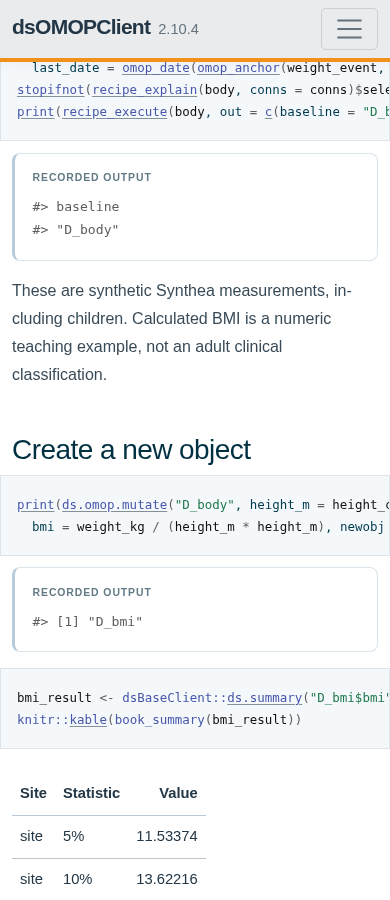 dsOMOPClient 2.10.4
last_date = omop_date(omop_anchor(weight_event,
stopifnot(recipe_explain(body, conns = conns)$sele
print(recipe_execute(body, out = c(baseline = "D_b
RECORDED OUTPUT
#> baseline
#> "D_body"
These are synthetic Synthea measurements, in-
cluding children. Calculated BMI is a numeric
teaching example, not an adult clinical
classification.
Create a new object
print(ds.omop.mutate("D_body", height_m = height_c
bmi = weight_kg / (height_m * height_m), newobj
RECORDED OUTPUT
#> [1] "D_bmi"
bmi_result <- dsBaseClient::ds.summary("D_bmi$bmi"
knitr::kable(book_summary(bmi_result))
Site Statistic Value
site 5% 11.53374
site 10% 13.62216